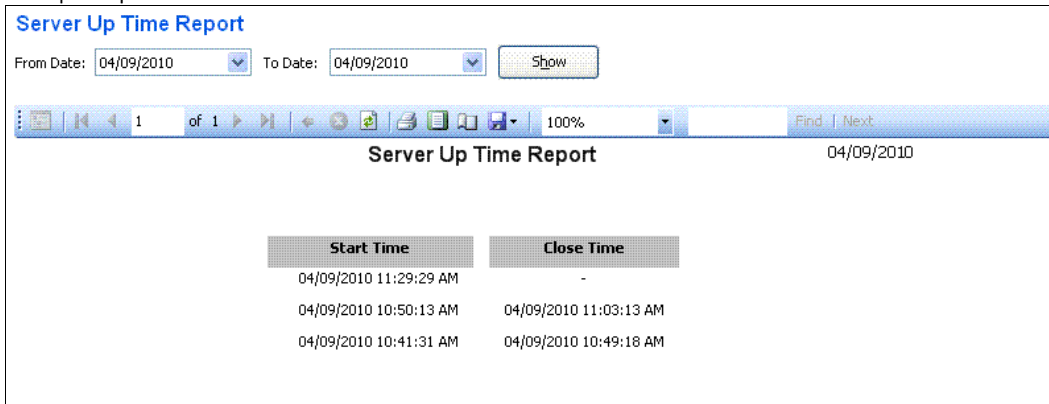 Server Up Time Report
From Date: 04/09/2010 To Date: 04/09/2010 Show
1 of 1 100% Find | Next
Server Up Time Report 04/09/2010
Start Time Close Time
04/09/2010 11:29:29 AM -
04/09/2010 10:50:13 AM 04/09/2010 11:03:13 AM
04/09/2010 10:41:31 AM 04/09/2010 10:49:18 AM